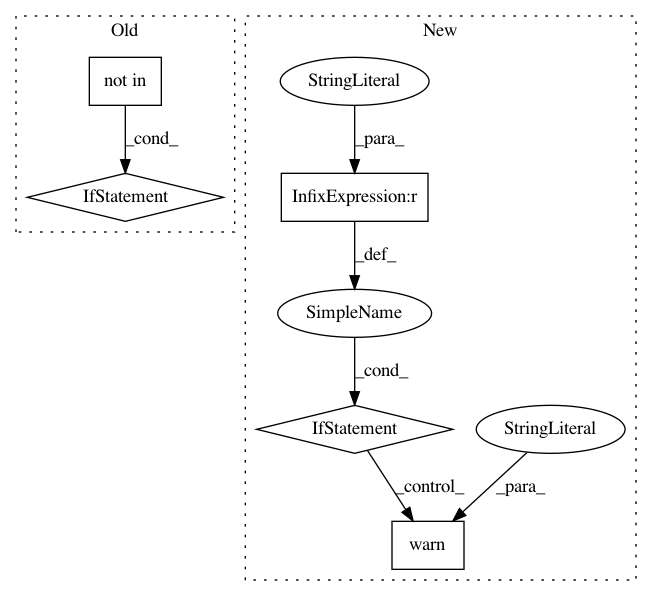 Old
not in
_cond_
IfStatement
New
StringLiteral
_para_
InfixExpression:r
_def_
SimpleName
_cond_
IfStatement
StringLiteral
_control_
_para_
warn